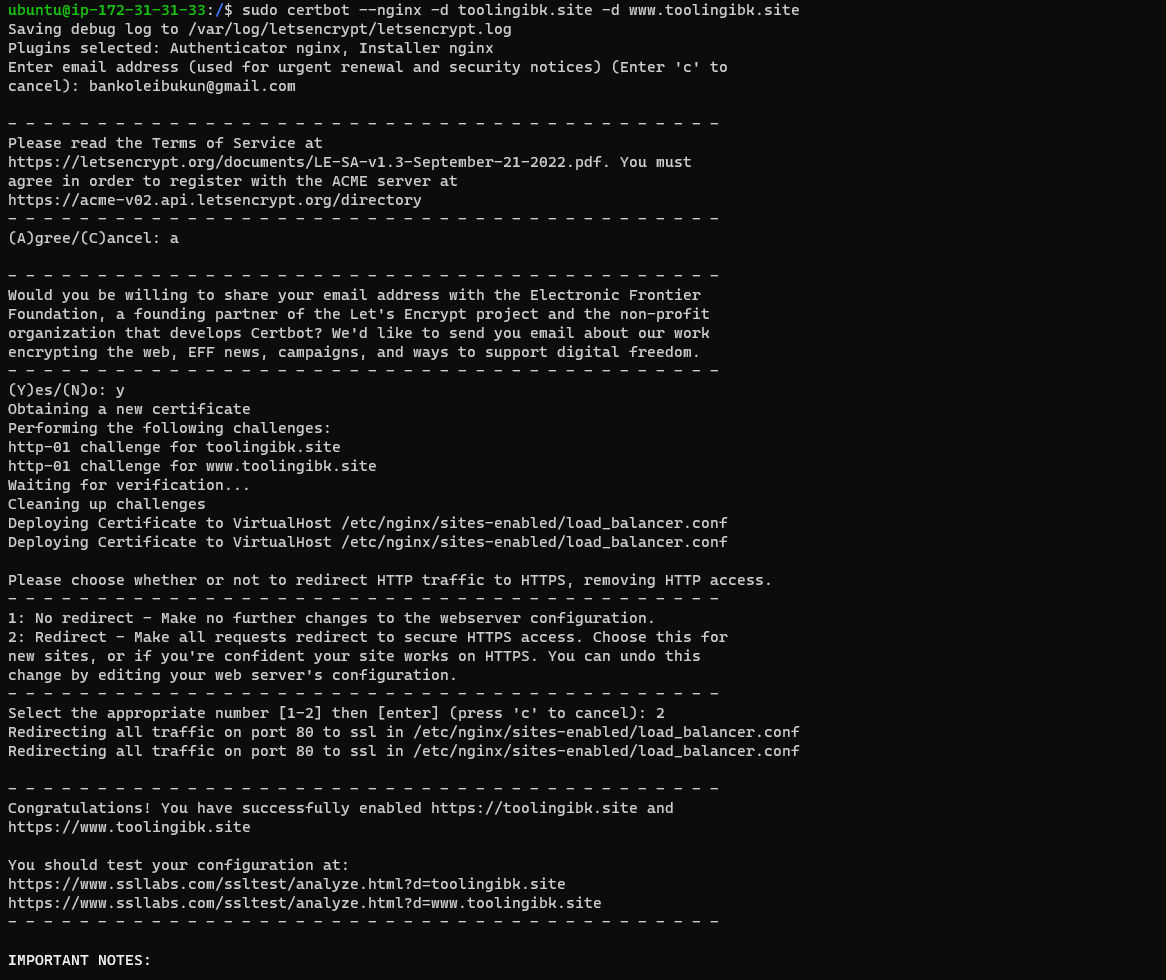 ubuntu@ip-172-31-31-33:/$ sudo certbot --nginx -d toolingibk.site -d www.toolingibk.site
Saving debug log to /var/log/letsencrypt/letsencrypt.log
Plugins selected: Authenticator nginx, Installer nginx
Enter email address (used for urgent renewal and security notices) (Enter 'c' to
cancel): bankoleibukun@gmail.com
- - - - - - - - - - - - - - - - - - - - - - - - - - - - - - - - - - - - - - - -
Please read the Terms of Service at
https://letsencrypt.org/documents/LE-SA-v1.3-September-21-2022.pdf. You must
agree in order to register with the ACME server at
https://acme-v02.api.letsencrypt.org/directory
- - - - - - - - - - - - - - - - - - - - - - - - - - - - - - - - - - - - - - - -
(A)gree/(C)ancel: a
- - - - - - - - - - - - - - - - - - - - - - - - - - - - - - - - - - - - - - - -
Would you be willing to share your email address with the Electronic Frontier
Foundation, a founding partner of the Let's Encrypt project and the non-profit
organization that develops Certbot? We'd like to send you email about our work
encrypting the web, EFF news, campaigns, and ways to support digital freedom.
- - - - - - - - - - - - - - - - - - - - - - - - - - - - - - - - - - - - - - - -
(Y)es/(N)o: y
Obtaining a new certificate
Performing the following challenges:
http-01 challenge for toolingibk.site
http-01 challenge for www.toolingibk.site
Waiting for verification...
Cleaning up challenges
Deploying Certificate to VirtualHost /etc/nginx/sites-enabled/load_balancer.conf
Deploying Certificate to VirtualHost /etc/nginx/sites-enabled/load_balancer.conf
Please choose whether or not to redirect HTTP traffic to HTTPS, removing HTTP access.
- - - - - - - - - - - - - - - - - - - - - - - - - - - - - - - - - - - - - - - -
1: No redirect - Make no further changes to the webserver configuration.
2: Redirect - Make all requests redirect to secure HTTPS access. Choose this for
new sites, or if you're confident your site works on HTTPS. You can undo this
change by editing your web server's configuration.
- - - - - - - - - - - - - - - - - - - - - - - - - - - - - - - - - - - - - - - -
Select the appropriate number [1-2] then [enter] (press 'c' to cancel): 2
Redirecting all traffic on port 80 to ssl in /etc/nginx/sites-enabled/load_balancer.conf
Redirecting all traffic on port 80 to ssl in /etc/nginx/sites-enabled/load_balancer.conf
- - - - - - - - - - - - - - - - - - - - - - - - - - - - - - - - - - - - - - - -
Congratulations! You have successfully enabled https://toolingibk.site and
https://www.toolingibk.site
You should test your configuration at:
https://www.ssllabs.com/ssltest/analyze.html?d=toolingibk.site
https://www.ssllabs.com/ssltest/analyze.html?d=www.toolingibk.site
- - - - - - - - - - - - - - - - - - - - - - - - - - - - - - - - - - - - - - - -
IMPORTANT NOTES: